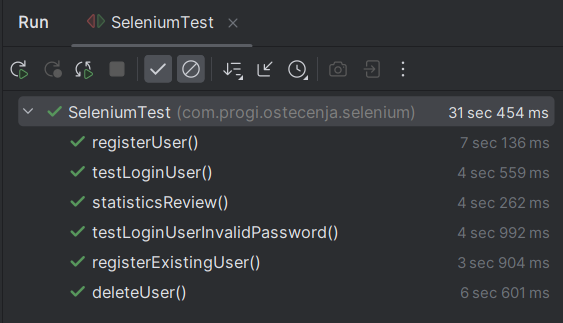 Run SeleniumTest
SeleniumTest (com.progi.ostecenja.selenium) 31 sec 454 ms
registerUser() 7 sec 136 ms
testLoginUser() 4 sec 559 ms
statisticsReview() 4 sec 262 ms
testLoginUserInvalidPassword() 4 sec 992 ms
registerExistingUser() 3 sec 904 ms
deleteUser() 6 sec 601 ms